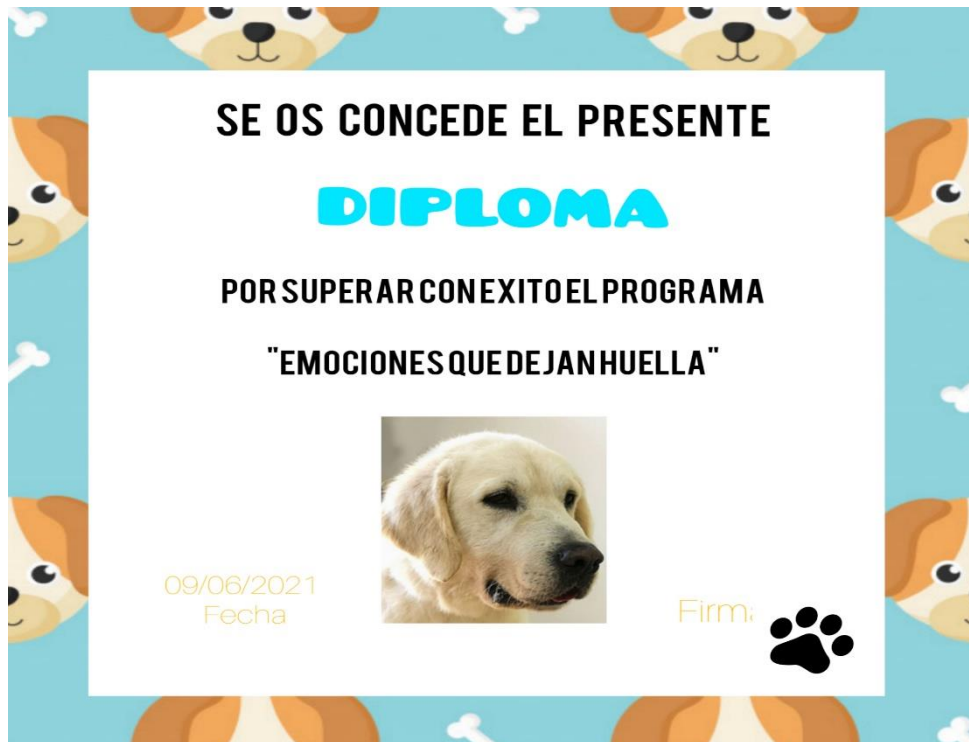 SE OS CONCEDE EL PRESENTE
DIPLOMA
POR SUPERAR CON EXITO EL PROGRAMA
"EMOCIONES QUE DEJAN HUELLA"
09/06/2021
Fecha
Firma